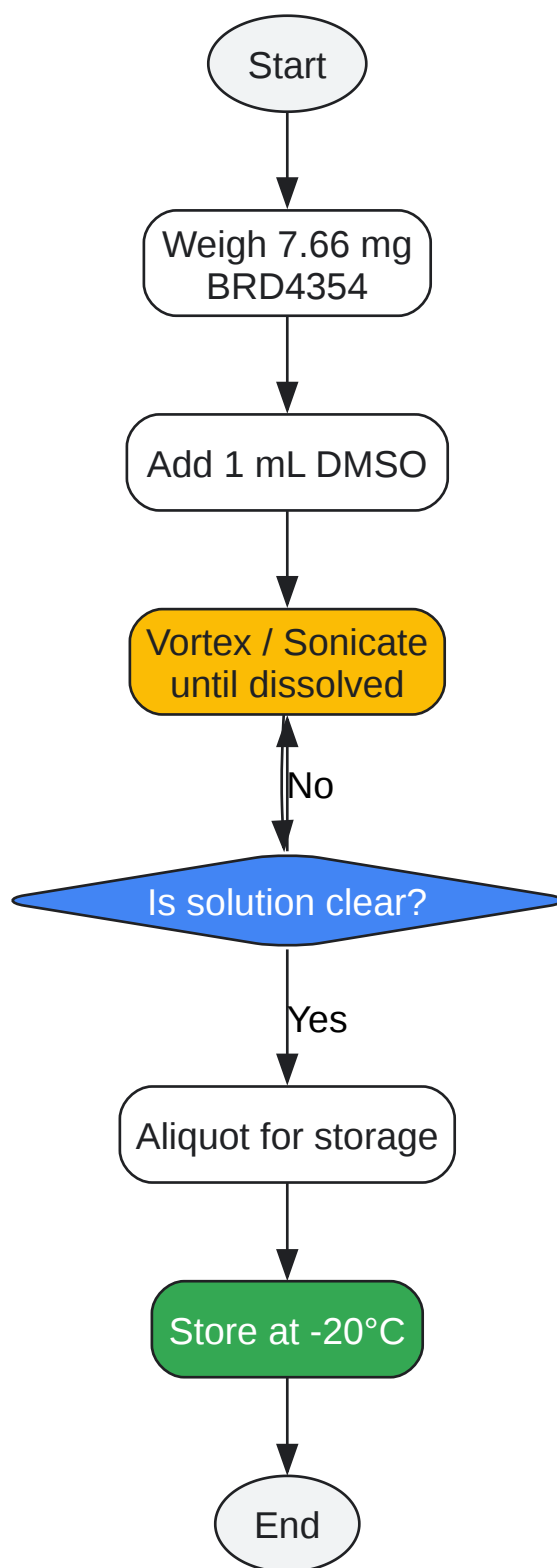 Start
Weigh 7.66 mg
BRD4354
Add 1 mL DMSO
Vortex / Sonicate
until dissolved
No
Is solution clear?
Yes
Aliquot for storage
Store at -20°C
End